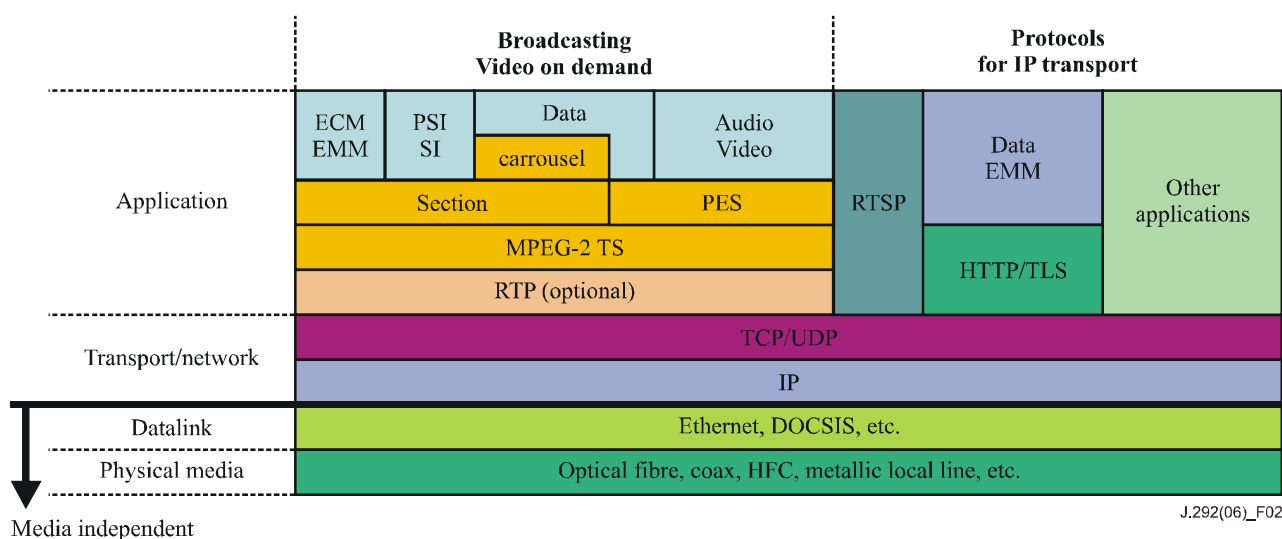 Broadcasting
Video on demand
Protocols
for IP transport
Application
ECM
EMM
PSI
SI
Data
carrousel
Audio
Video
Section
PES
MPEG-2 TS
RTP (optional)
RTSP
Data
EMM
HTTP/TLS
Other
applications
Transport/network
TCP/UDP
IP
Datalink
Ethernet, DOCSIS, etc.
Physical media
Optical fibre, coax, HFC, metallic local line, etc.
Media independent
J.292(06)_F02